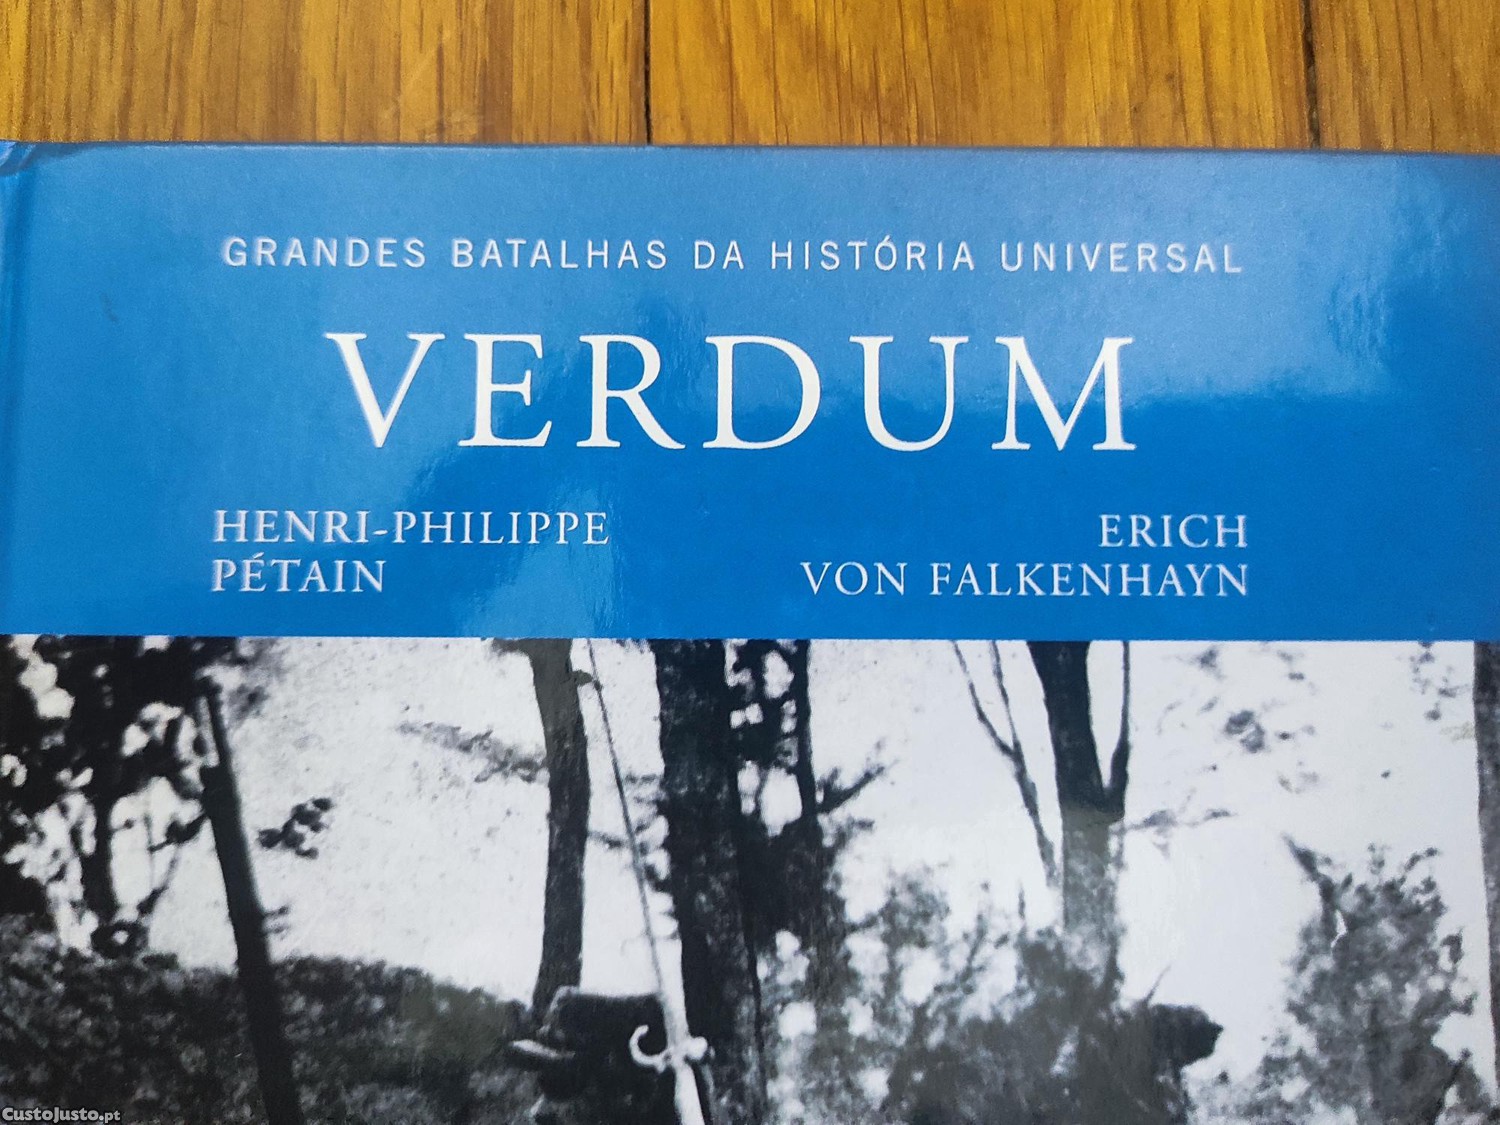 GRANDES BATALHAS DA HISTÓRIA UNIVERSAL
VERDUM
HENRI-PHILIPPE
PÉTAIN
ERICH
VON FALKENHAYN
CustoJusto.pt